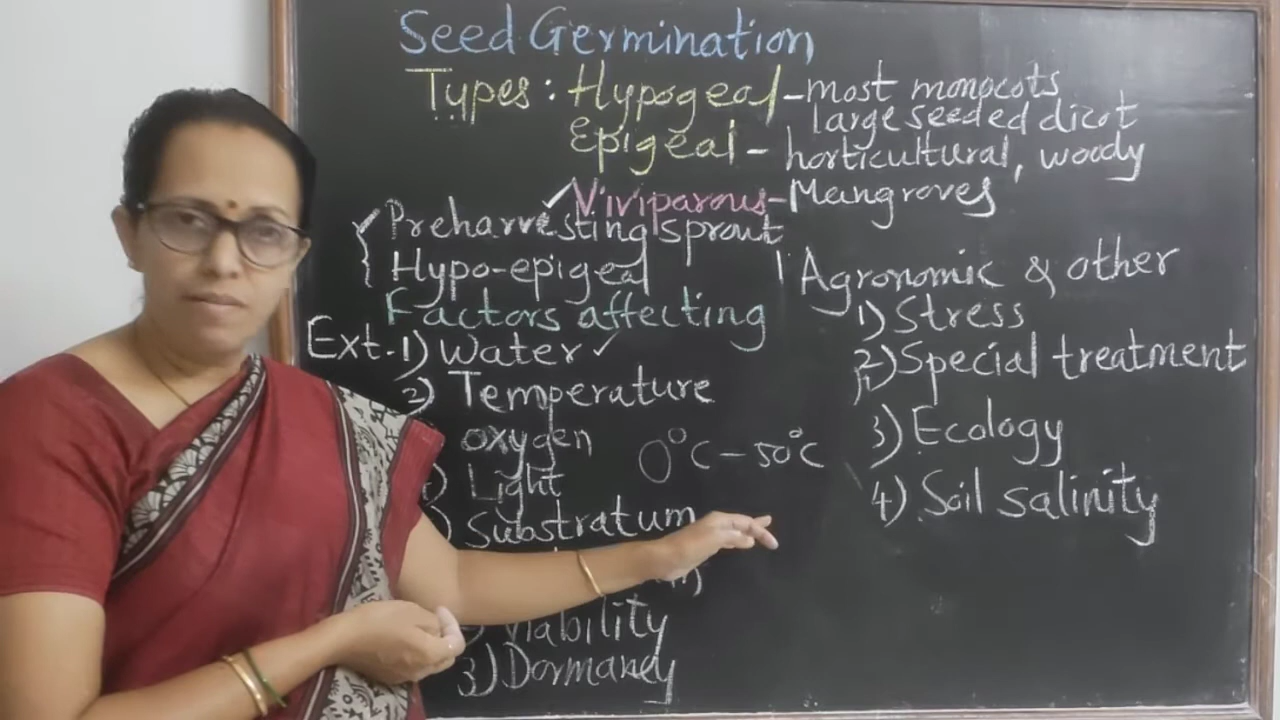 Seed Germination
Types: Hypogeal - most monocots
large seeded dicot
Epigeal - horticultural, woody
✓Viviparous - Mangroves
Preharvesting sprout
Hypo-epigeal
Factors affecting
Ext. 1) Water ✓
2) Temperature
oxygen 0°C - 50°C
Light
Substratum
Viability
3) Dormancy
Agronomic & other
1) Stress
2) Special treatment
3) Ecology
4) Soil salinity